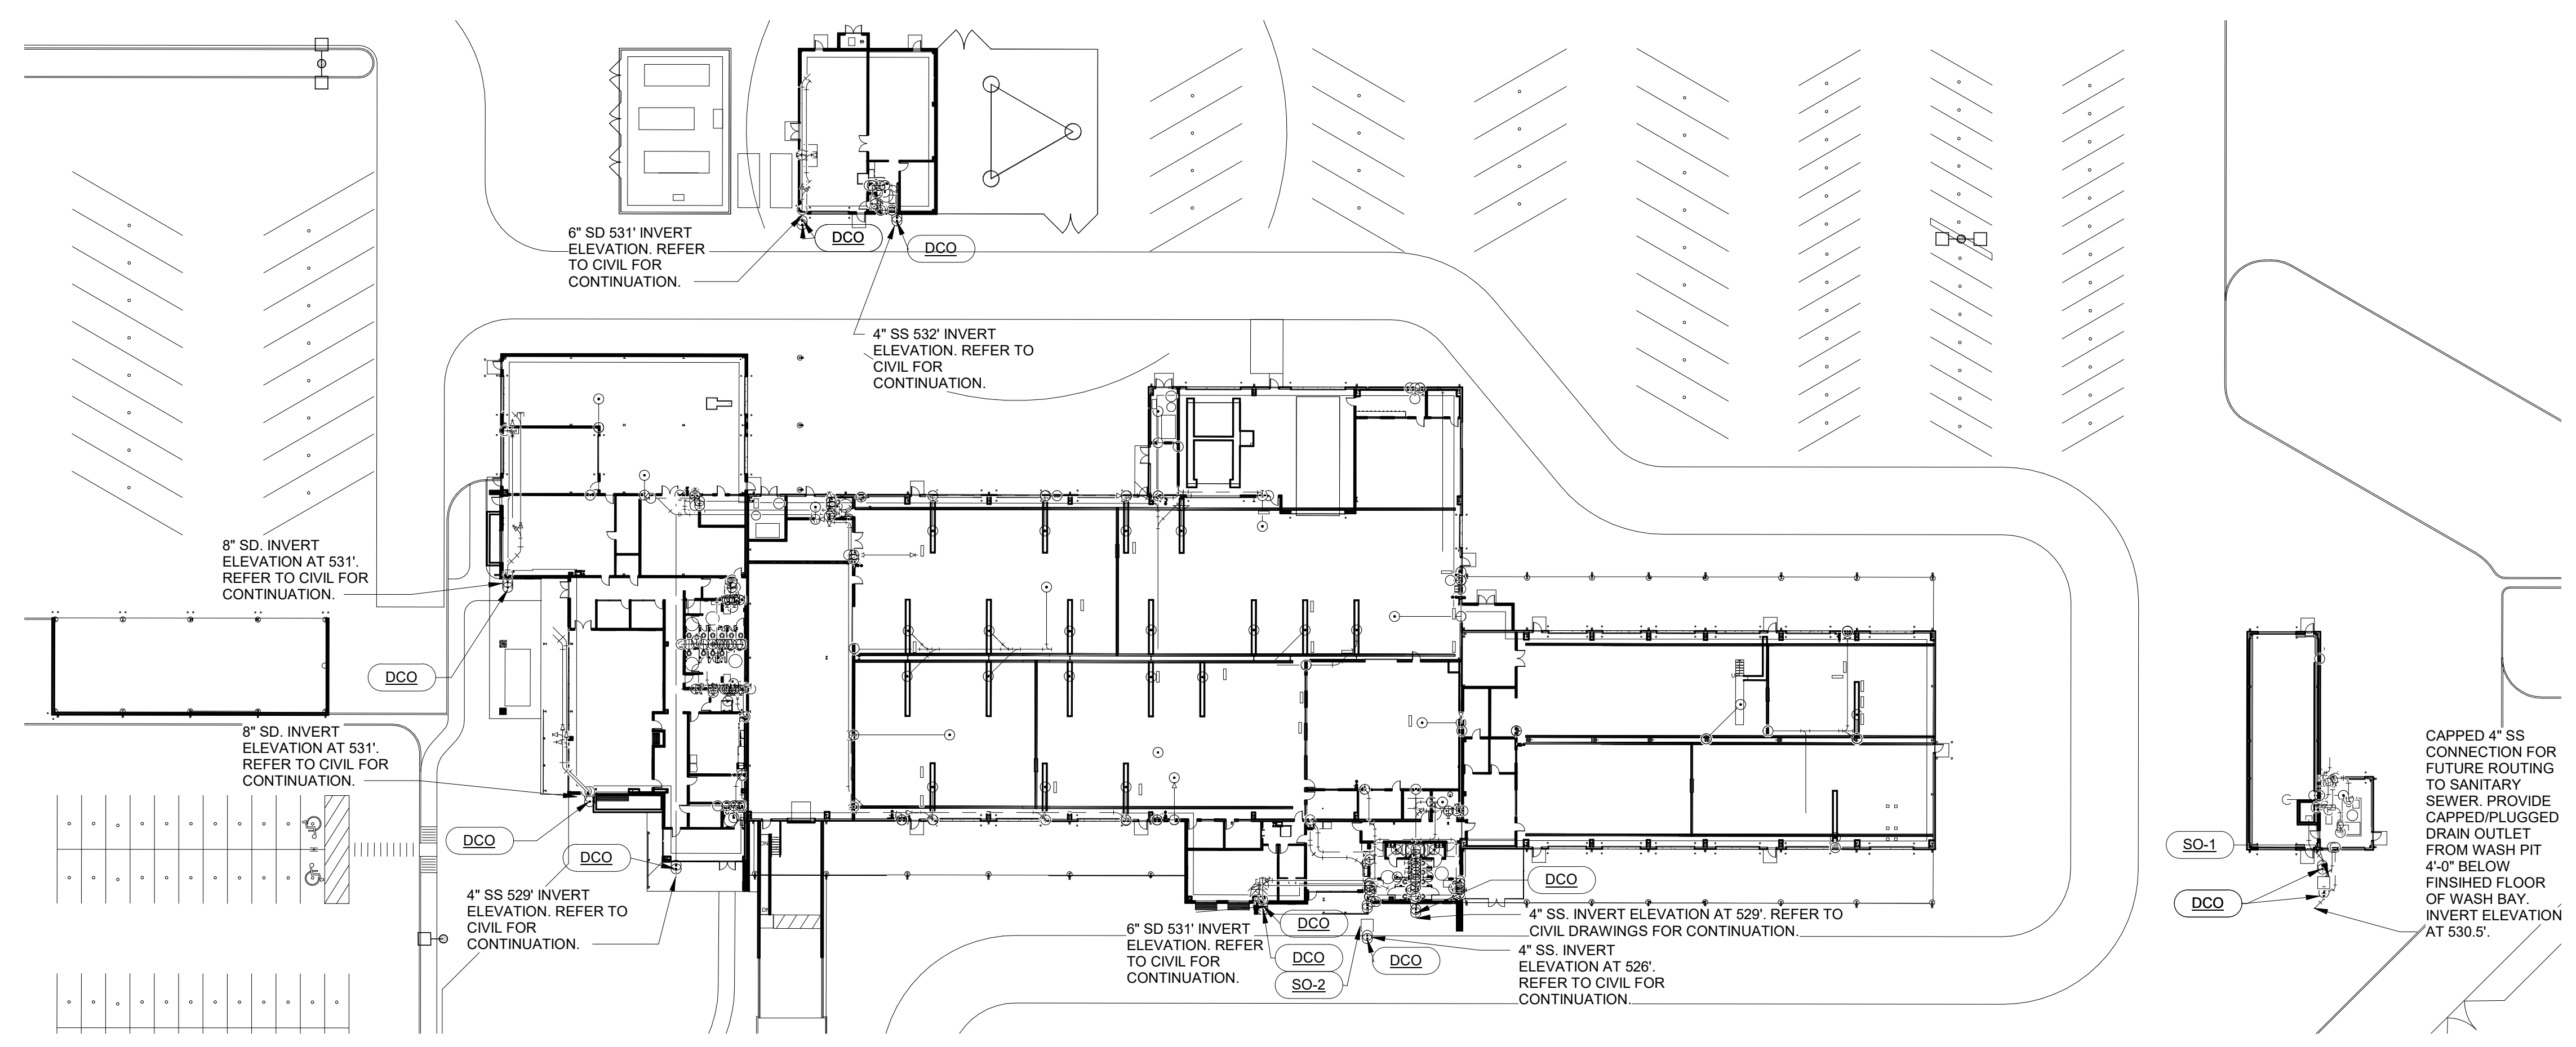 6" SD 531' INVERT
ELEVATION. REFER
TO CIVIL FOR
CONTINUATION.
DCO
DCO
4" SS 532' INVERT
ELEVATION. REFER TO
CIVIL FOR
CONTINUATION.
8" SD. INVERT
ELEVATION AT 531'.
REFER TO CIVIL FOR
CONTINUATION.
DCO
8" SD. INVERT
ELEVATION AT 531'.
REFER TO CIVIL FOR
CONTINUATION.
DCO
DCO
4" SS 529' INVERT
ELEVATION. REFER TO
CIVIL FOR
CONTINUATION.
DN
DN
6" SD 531' INVERT
ELEVATION. REFER
TO CIVIL FOR
CONTINUATION.
DCO
DCO
SO-2
DCO
DCO
4" SS. INVERT ELEVATION AT 529'. REFER TO
CIVIL DRAWINGS FOR CONTINUATION.
4" SS. INVERT
ELEVATION AT 526'.
REFER TO CIVIL FOR
CONTINUATION.
SO-1
DCO
CAPPED 4" SS
CONNECTION FOR
FUTURE ROUTING
TO SANITARY
SEWER. PROVIDE
CAPPED/PLUGGED
DRAIN OUTLET
FROM WASH PIT
4'-0" BELOW
FINSIHED FLOOR
OF WASH BAY.
INVERT ELEVATION
AT 530.5'.